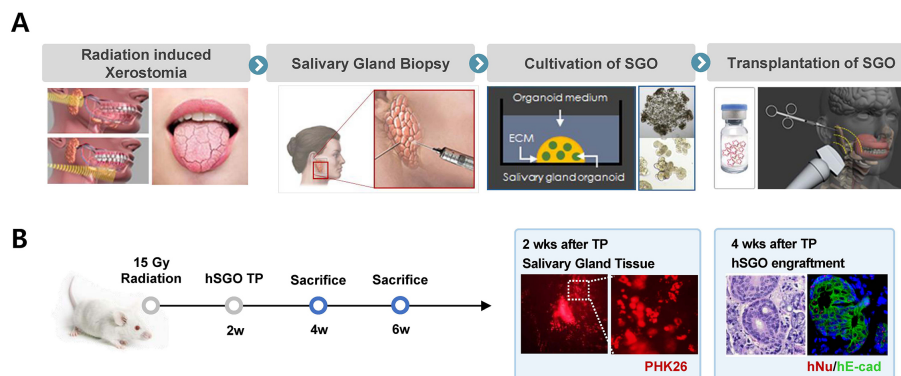 A
Radiation induced
Xerostomia
Salivary Gland Biopsy
Cultivation of SGO
Transplantation of SGO
Organoid medium
ECM
Salivary gland organoid
B
15 Gy
Radiation
hSGO TP
Sacrifice
Sacrifice
2w
4w
6w
2 wks after TP
Salivary Gland Tissue
PHK26
4 wks after TP
hSGO engraftment
hNu/hE-cad